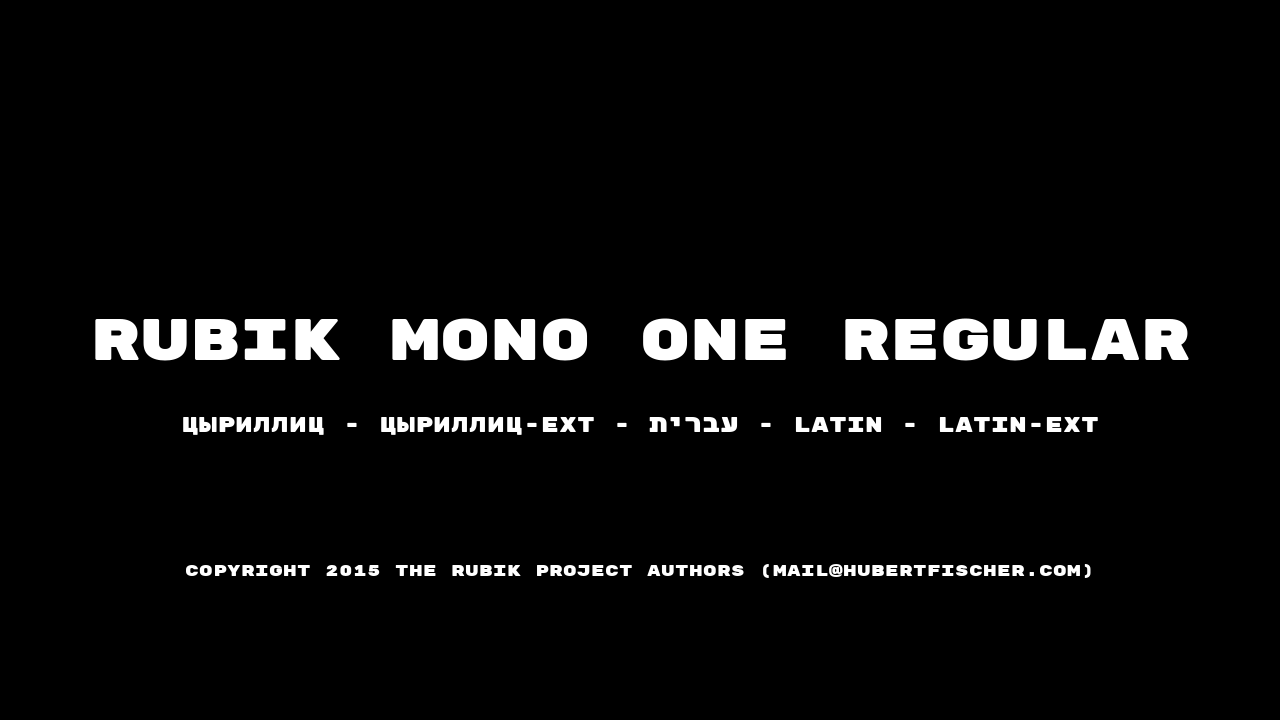 RUBIK MONO ONE REGULAR
ЦЫРИЛЛИЦ - ЦЫРИЛЛИЦ-EXT - עברית - LATIN - LATIN-EXT
COPYRIGHT 2015 THE RUBIK PROJECT AUTHORS (MAIL@HUBERTFISCHER.COM)